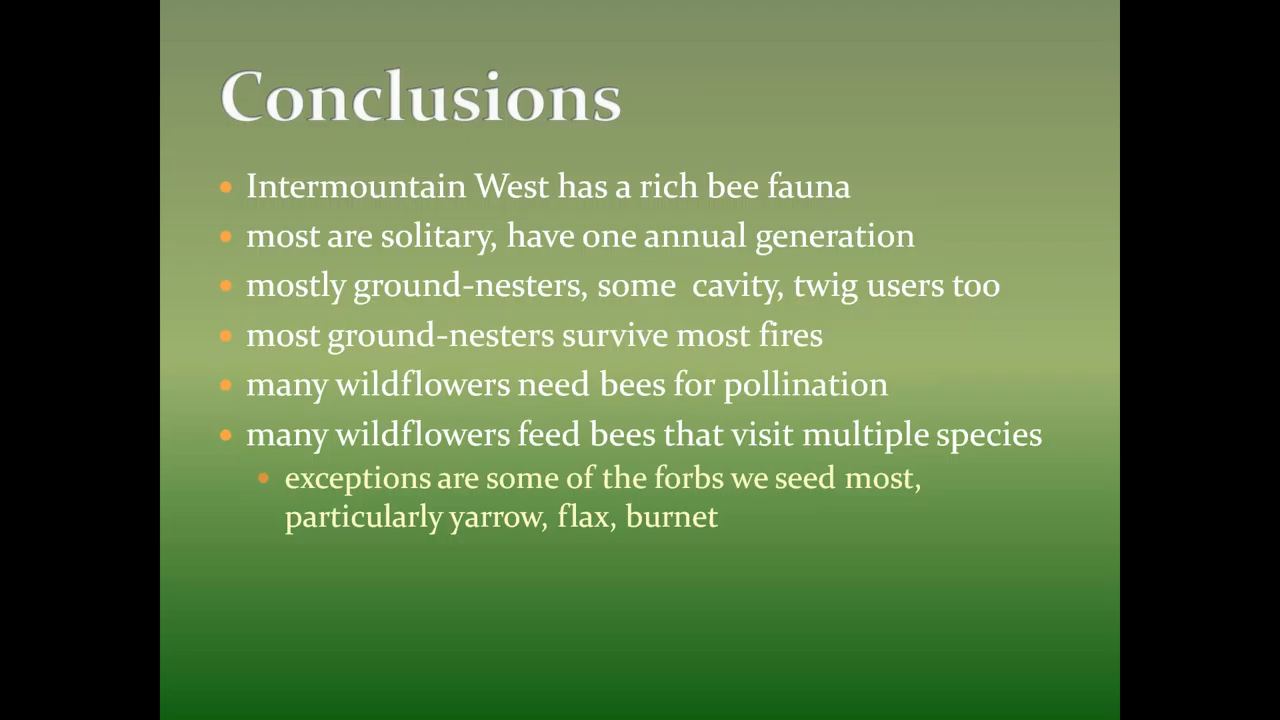 Conclusions
Intermountain West has a rich bee fauna
most are solitary, have one annual generation
mostly ground-nesters, some  cavity, twig users too
most ground-nesters survive most fires
many wildflowers need bees for pollination
many wildflowers feed bees that visit multiple species
exceptions are some of the forbs we seed most,
particularly yarrow, flax, burnet